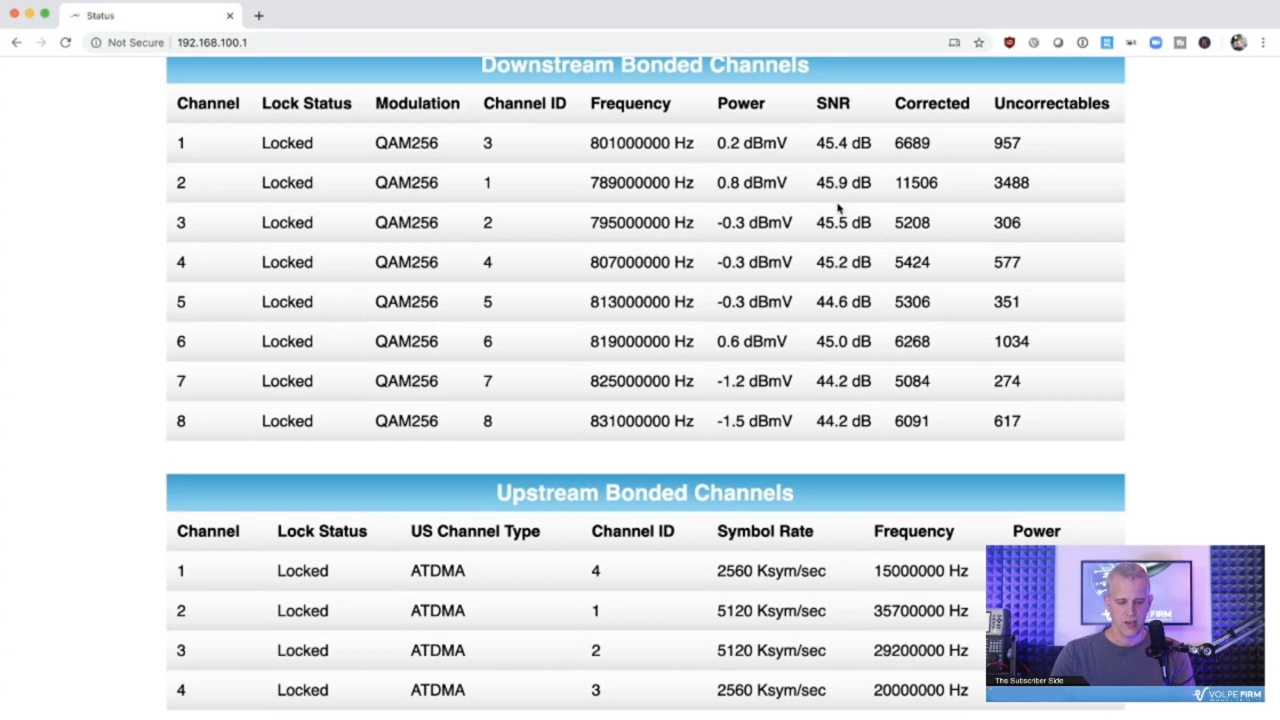 Status
Not Secure 192.168.100.1
Downstream Bonded Channels
Channel Lock Status Modulation Channel ID Frequency Power SNR Corrected Uncorrectables
1 Locked QAM256 3 801000000 Hz 0.2 dBmV 45.4 dB 6689 957
2 Locked QAM256 1 789000000 Hz 0.8 dBmV 45.9 dB 11506 3488
3 Locked QAM256 2 795000000 Hz -0.3 dBmV 45.5 dB 5208 306
4 Locked QAM256 4 807000000 Hz -0.3 dBmV 45.2 dB 5424 577
5 Locked QAM256 5 813000000 Hz -0.3 dBmV 44.6 dB 5306 351
6 Locked QAM256 6 819000000 Hz 0.6 dBmV 45.0 dB 6268 1034
7 Locked QAM256 7 825000000 Hz -1.2 dBmV 44.2 dB 5084 274
8 Locked QAM256 8 831000000 Hz -1.5 dBmV 44.2 dB 6091 617
Upstream Bonded Channels
Channel Lock Status US Channel Type Channel ID Symbol Rate Frequency Power
1 Locked ATDMA 4 2560 Ksym/sec 15000000 Hz
2 Locked ATDMA 1 5120 Ksym/sec 35700000 Hz
3 Locked ATDMA 2 5120 Ksym/sec 29200000 Hz
4 Locked ATDMA 3 2560 Ksym/sec 20000000 Hz
FIRM
The Subscriber Side
VOLPE FIRM